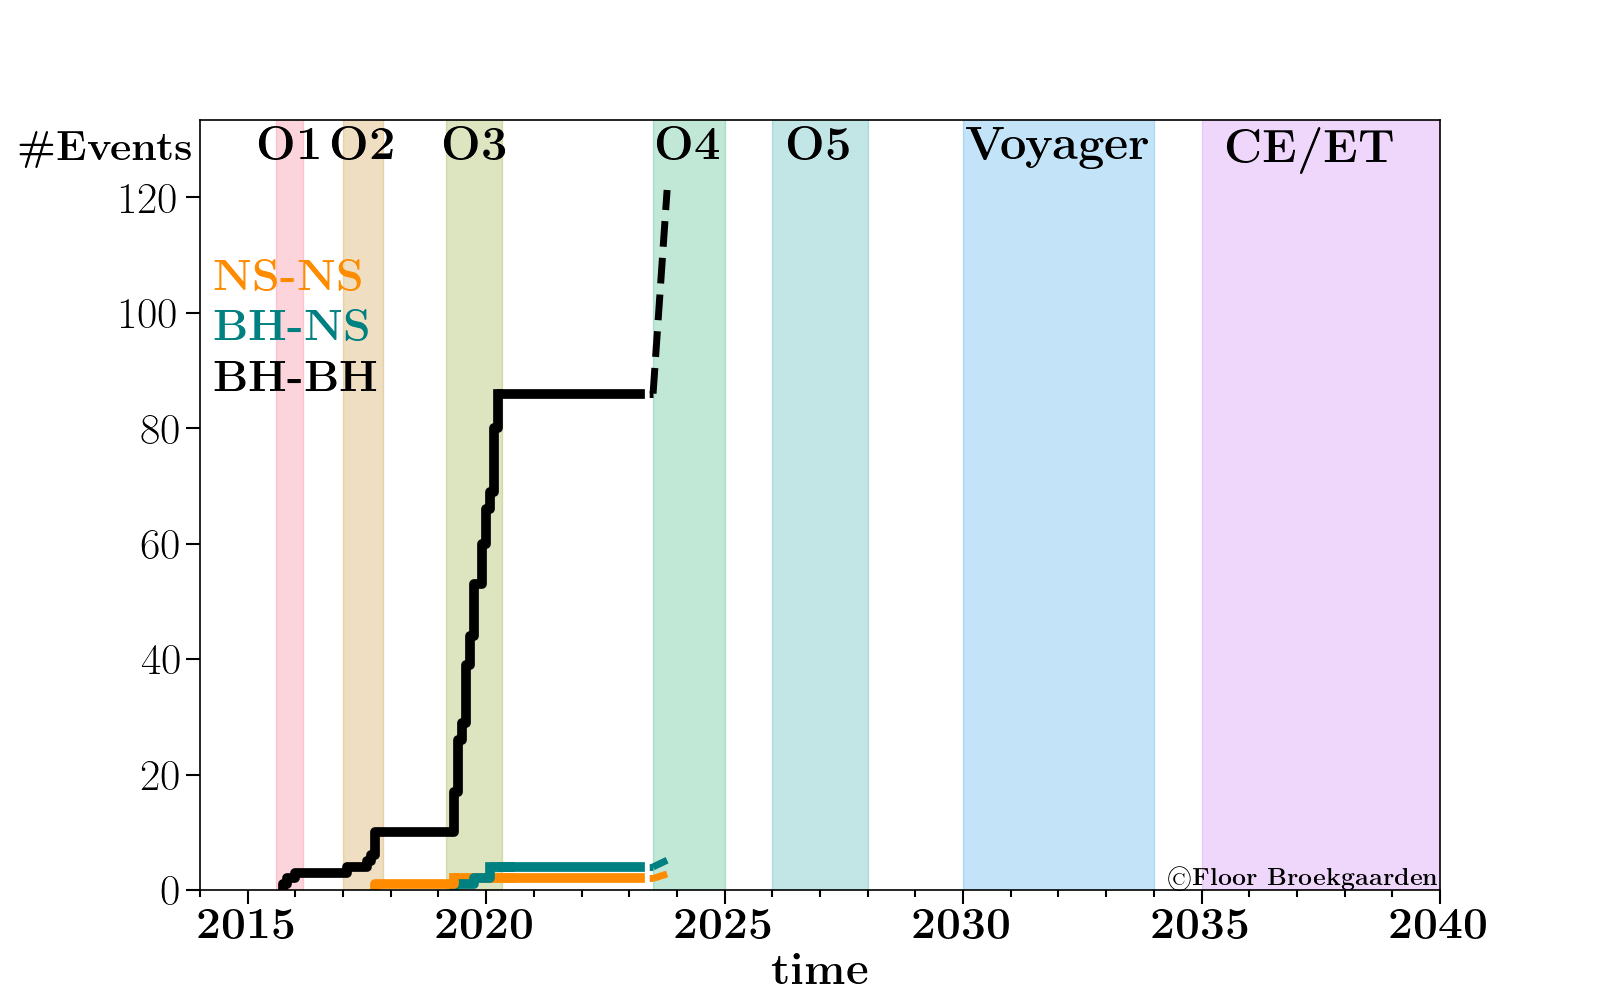 #Events O1 O2 O3 O4 O5 Voyager CE/ET
120
NS-NS
100
BH-NS
BH-BH
80
60
40
20
0
©Floor Broekgaarden
2015 2020 2025 2030 2035 2040
time